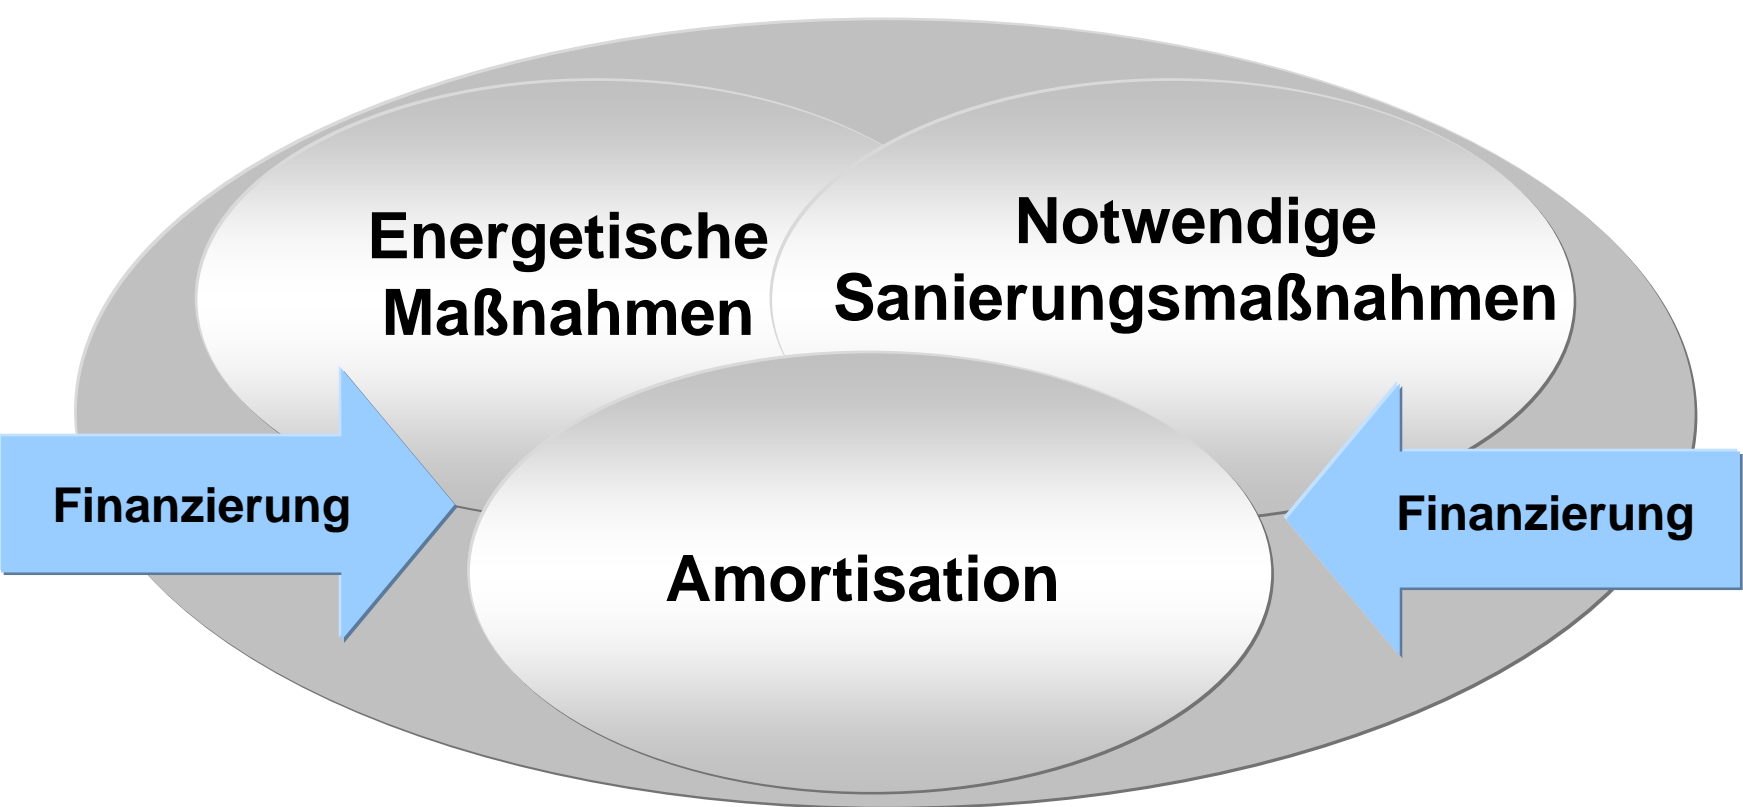 Energetische
Maßnahmen
Notwendige
Sanierungsmaßnahmen
Finanzierung
Finanzierung
Amortisation